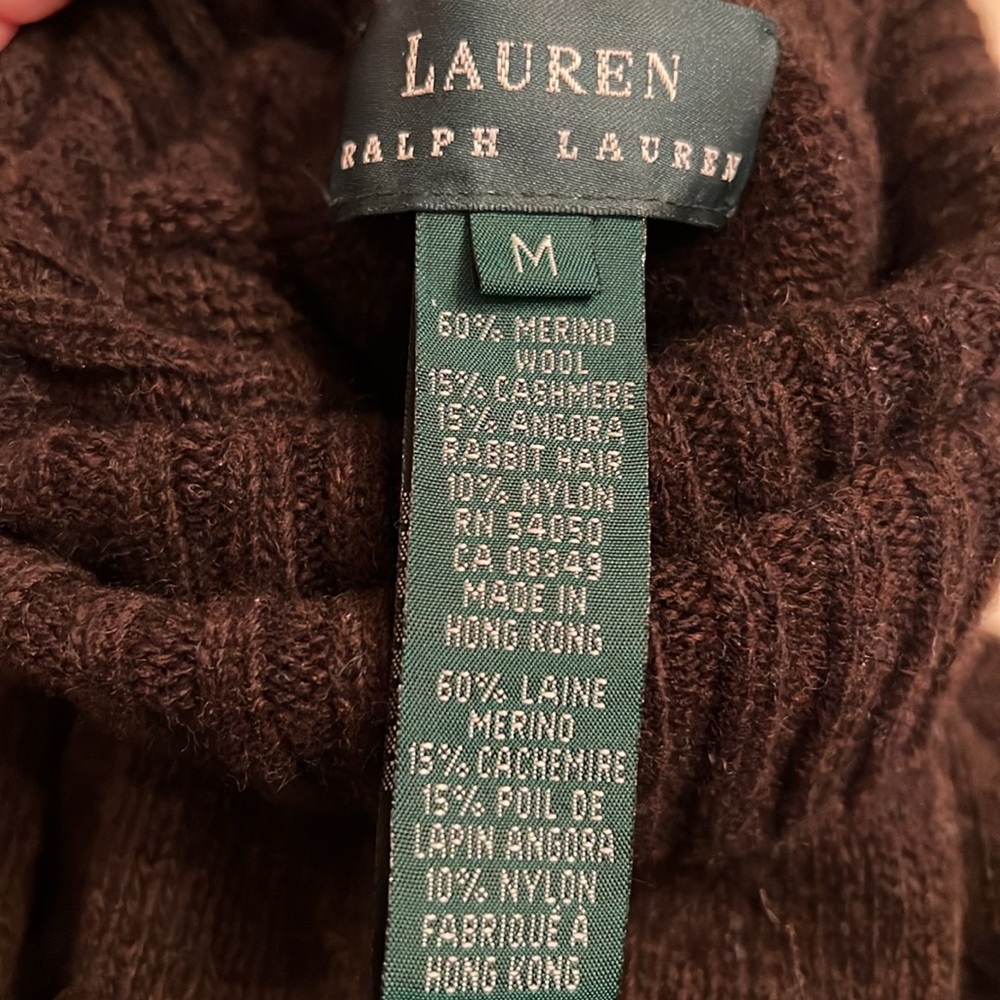 LAUREN
RALPH LAUREN
M
60% MERINO
WOOL
15% CASHMERE
15% ANGORA
RABBIT HAIR
10% NYLON
RN 54050
CA 08349
MADE IN
HONG KONG
60% LAINE
MERINO
15% CACHEMIRE
15% POIL DE
LAPIN ANGORA
10% NYLON
FABRIQUÉ À
HONG KONG